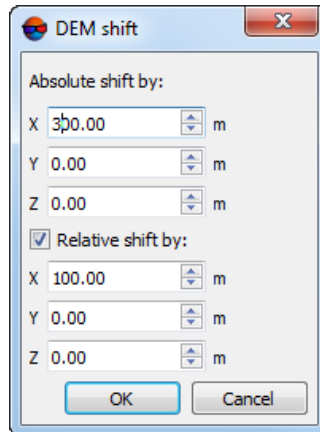 DEM shift
Absolute shift by:
X 300.00 m
Y 0.00 m
Z 0.00 m
Relative shift by:
X 100.00 m
Y 0.00 m
Z 0.00 m
OK Cancel